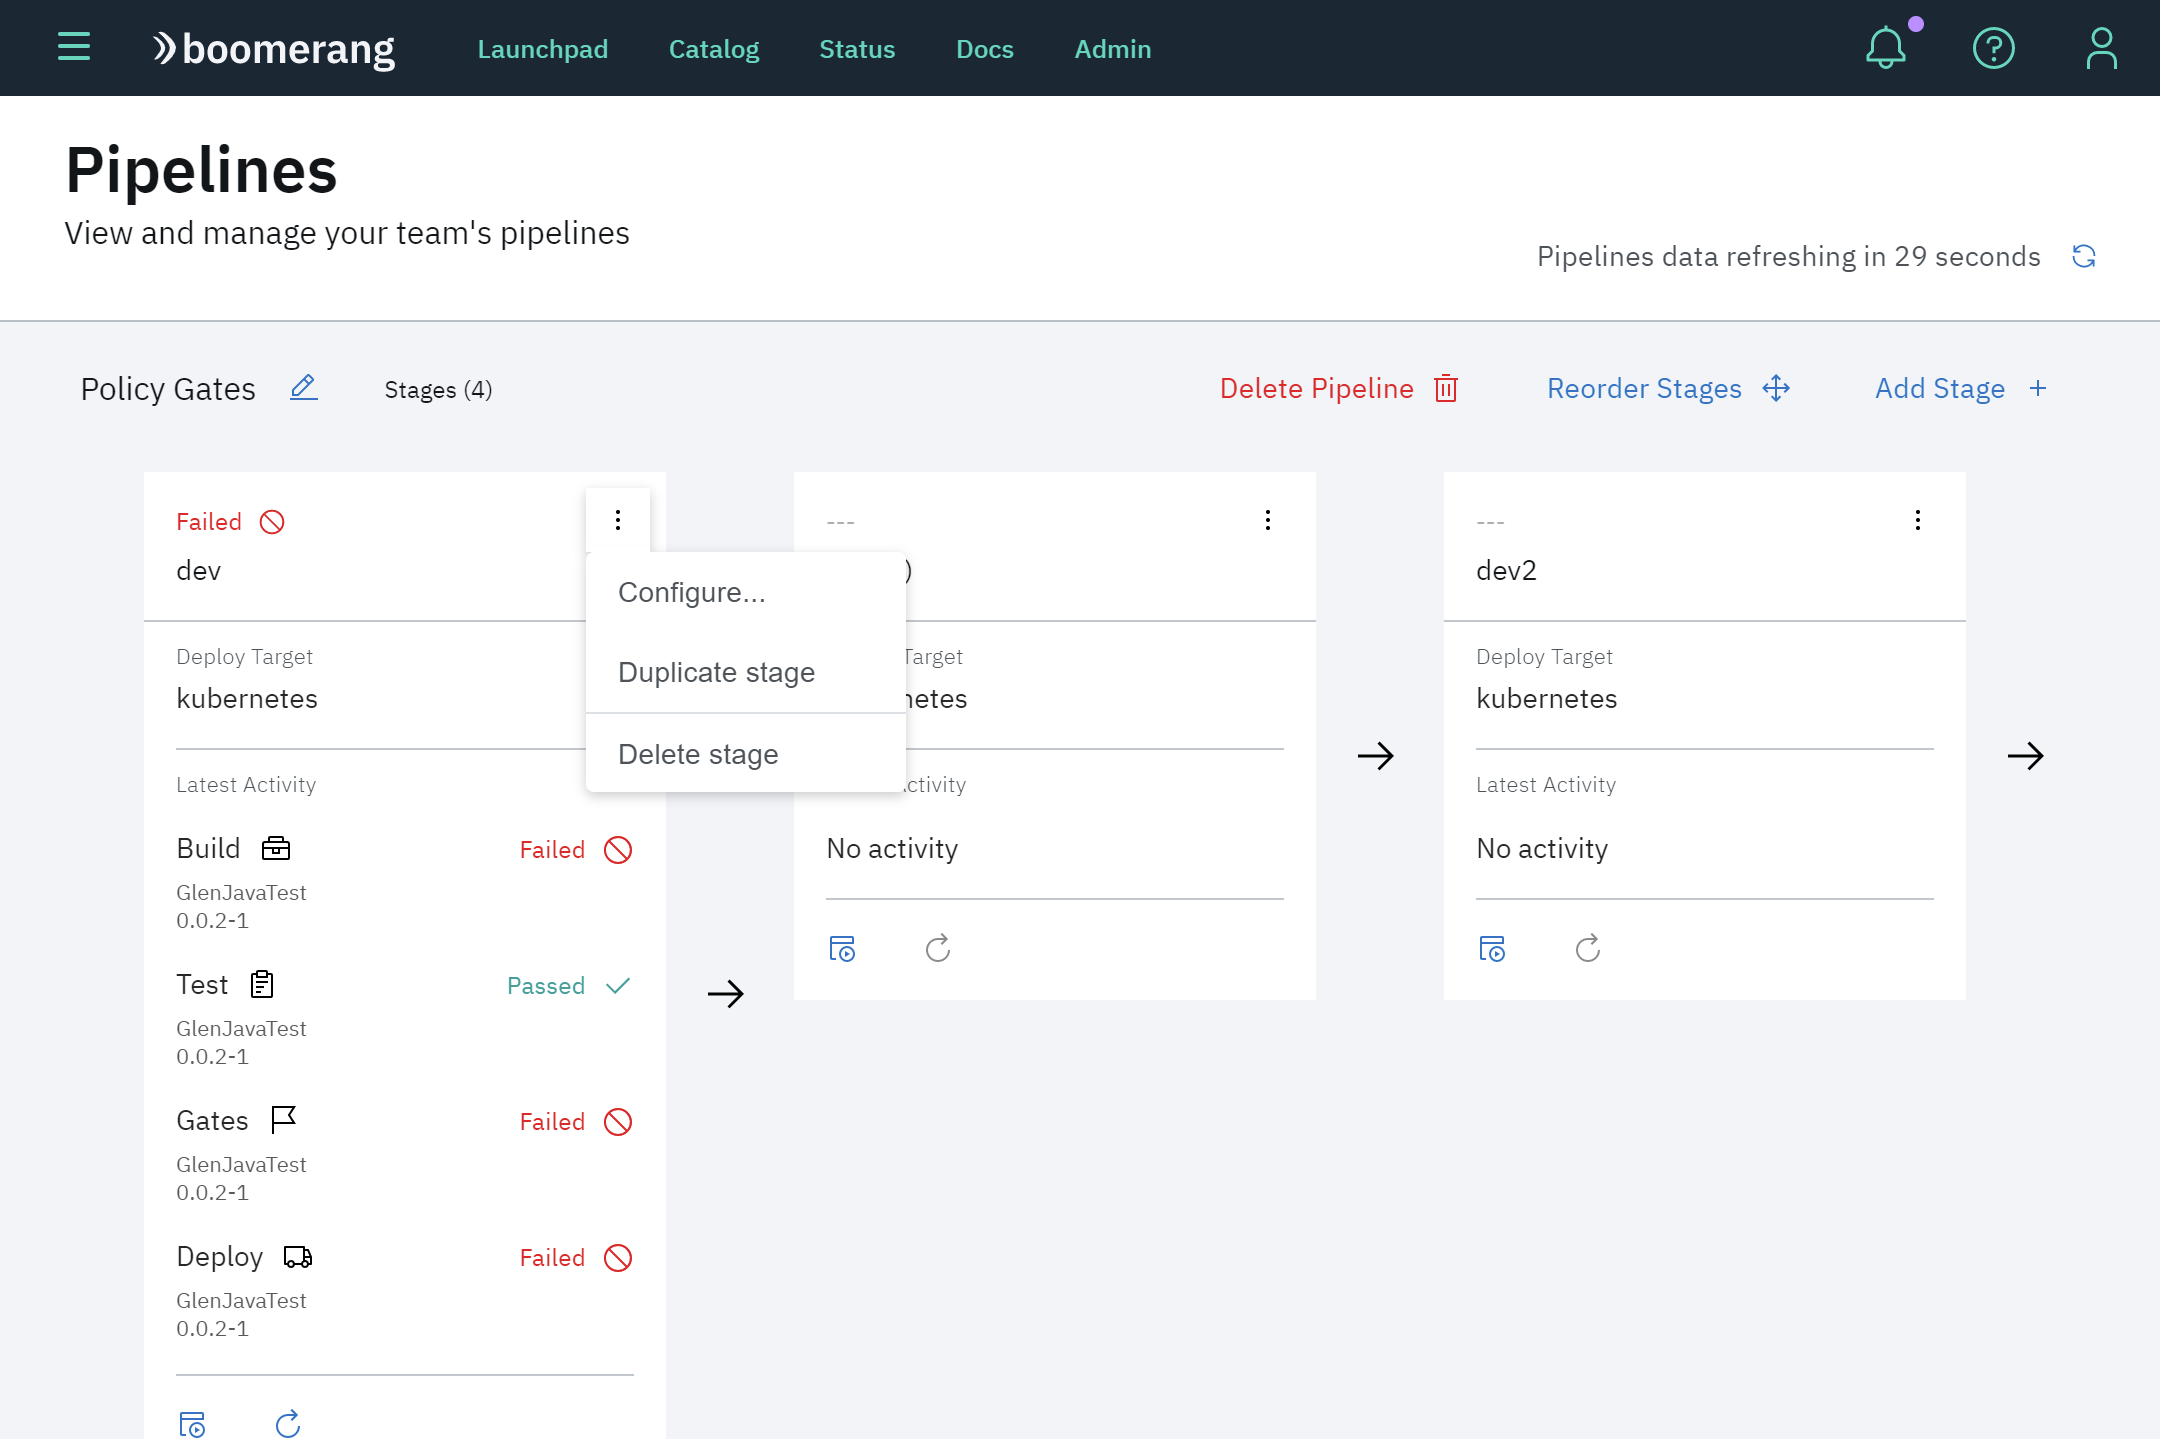 boomerang Launchpad Catalog Status Docs Admin
Pipelines
View and manage your team's pipelines
Pipelines data refreshing in 29 seconds
Policy Gates Stages (4) Delete Pipeline Reorder Stages Add Stage +
Failed
dev
Configure...
Duplicate stage
Delete stage
Deploy Target
kubernetes
Latest Activity
Build Failed
GlenJavaTest
0.0.2-1
Test Passed
GlenJavaTest
0.0.2-1
Gates Failed
GlenJavaTest
0.0.2-1
Deploy Failed
GlenJavaTest
0.0.2-1
---
)
Target
No activity
---
dev2
Deploy Target
kubernetes
Latest Activity
No activity